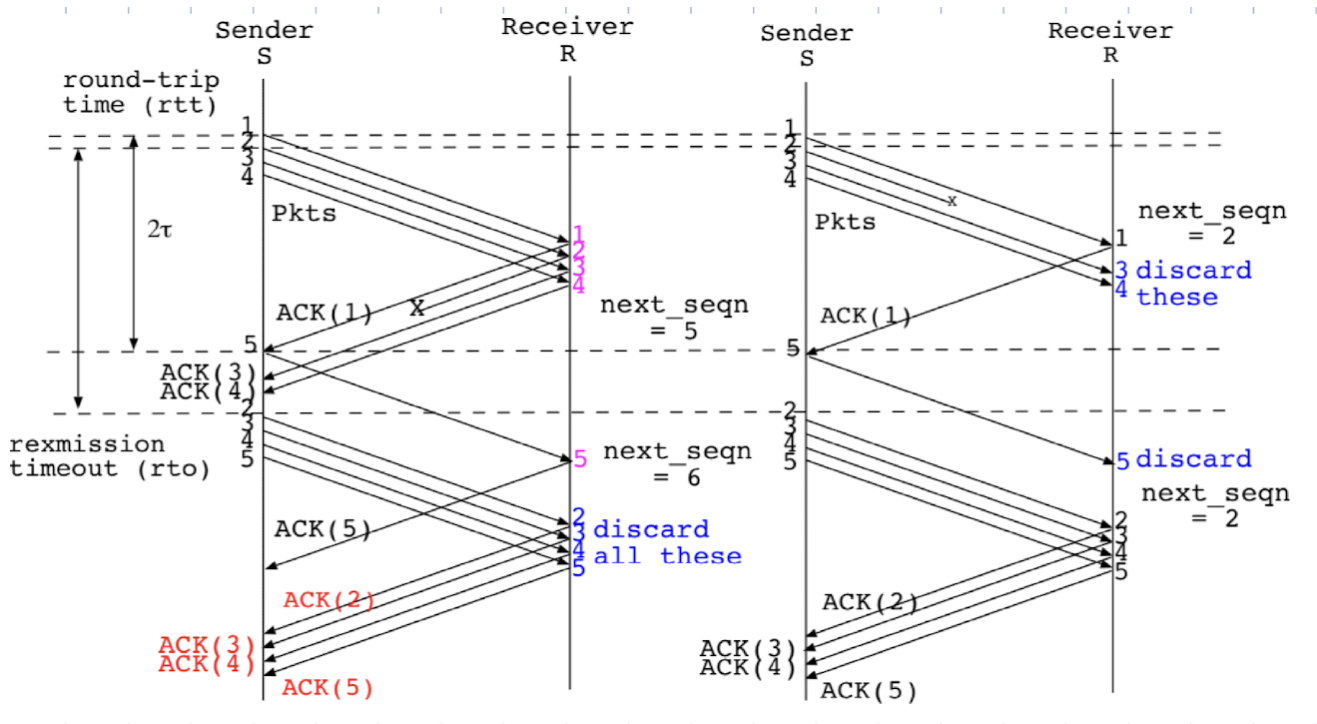 Sender
S
Receiver
R
round-trip
time (rtt)
1
2
3
4
Pkts
2τ
1
2
3
4
ACK(1)
X
next_seqn
= 5
5
ACK(3)
ACK(4)
2
3
4
5
rexmission
timeout (rto)
5
next_seqn
= 6
ACK(5)
2
3
4
5
discard
all these
ACK(2)
ACK(3)
ACK(4)
ACK(5)
Sender
S
Receiver
R
1
2
3
4
x
Pkts
1
next_seqn
= 2
3 discard
4 these
ACK(1)
5
2
3
4
5
5 discard
next_seqn
= 2
2
3
4
5
ACK(2)
ACK(3)
ACK(4)
ACK(5)